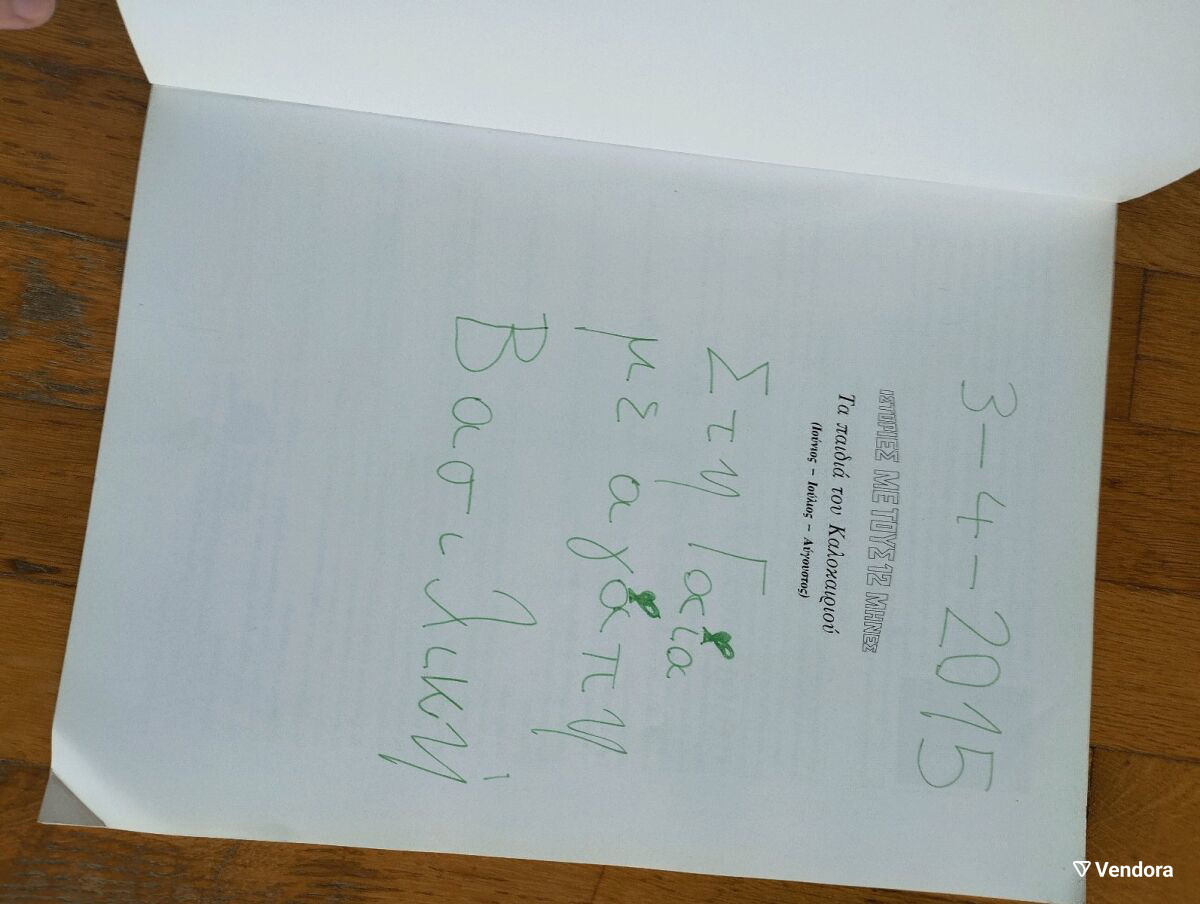 3-4-2015
ΙΣΤΟΡΙΕΣ ΜΕ ΤΟΥΣ 12 ΜΗΝΕΣ
Τα παιδιά του Καλοκαιριού
(Ιούνιος – Ιούλιος – Αύγουστος)
Στη Γαία
με αγάπη
Βασιλική
Vendora